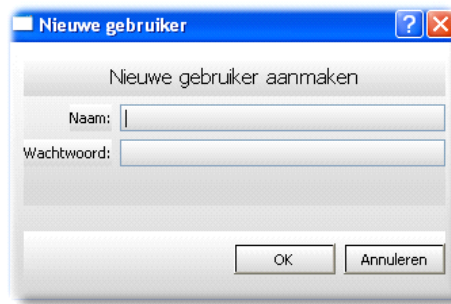 Nieuwe gebruiker
Nieuwe gebruiker aanmaken
Naam:
Wachtwoord:
OK Annuleren